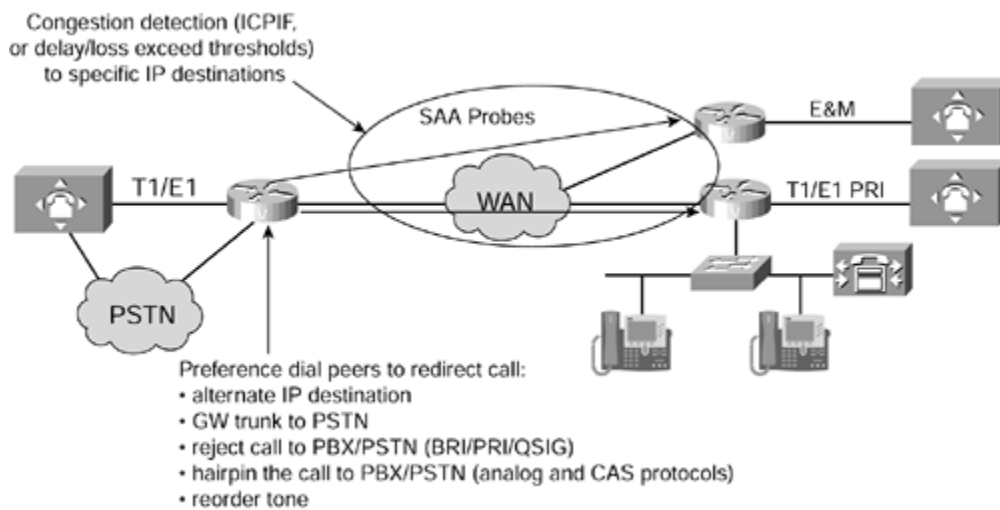 Congestion detection (ICPIF,
or delay/loss exceed thresholds)
to specific IP destinations
SAA Probes
E&M
T1/E1
WAN
T1/E1 PRI
PSTN
Preference dial peers to redirect call:
• alternate IP destination
• GW trunk to PSTN
• reject call to PBX/PSTN (BRI/PRI/QSIG)
• hairpin the call to PBX/PSTN (analog and CAS protocols)
• reorder tone